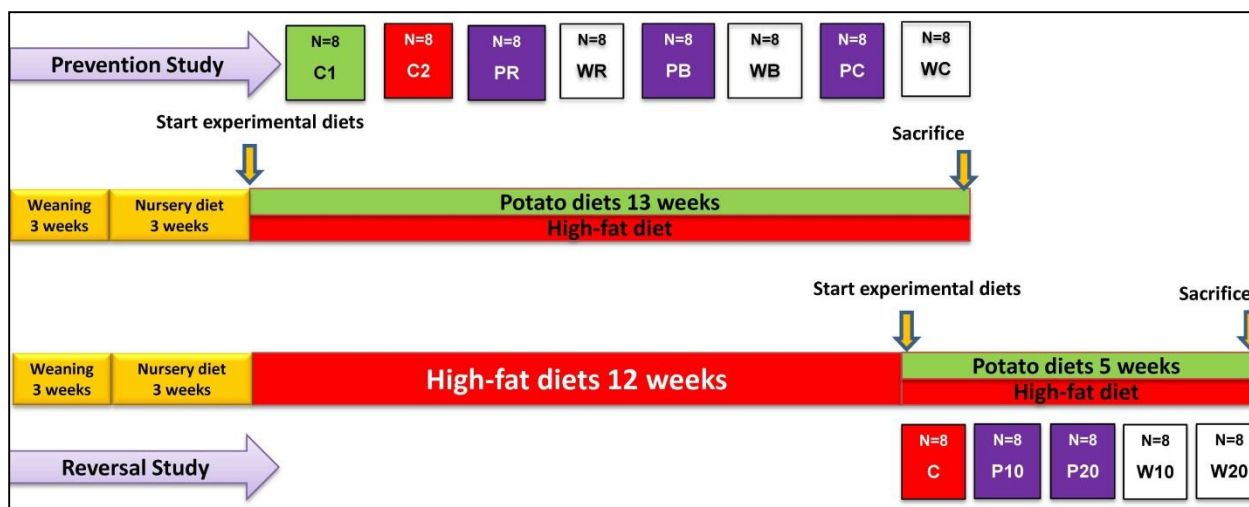 Prevention Study
N=8
C1
N=8
C2
N=8
PR
N=8
WR
N=8
PB
N=8
WB
N=8
PC
N=8
WC
Start experimental diets
Sacrifice
Weaning
3 weeks
Nursery diet
3 weeks
Potato diets 13 weeks
High-fat diet
Start experimental diets
Sacrifice
Weaning
3 weeks
Nursery diet
3 weeks
High-fat diets 12 weeks
Potato diets 5 weeks
High-fat diet
Reversal Study
N=8
C
N=8
P10
N=8
P20
N=8
W10
N=8
W20